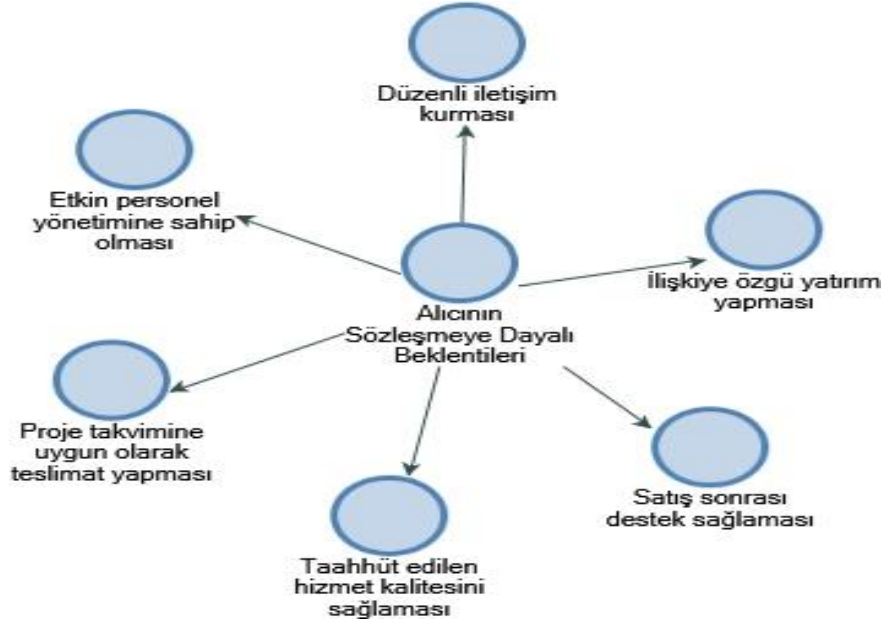 Düzenli iletişim
kurması
Etkin personel
yönetimine sahip
olması
İlişkiye özgü yatırım
yapması
Alıcının
Sözleşmeye Dayalı
Beklentileri
Proje takvimine
uygun olarak
teslimat yapması
Satış sonrası
destek sağlaması
Taahhüt edilen
hizmet kalitesini
sağlaması